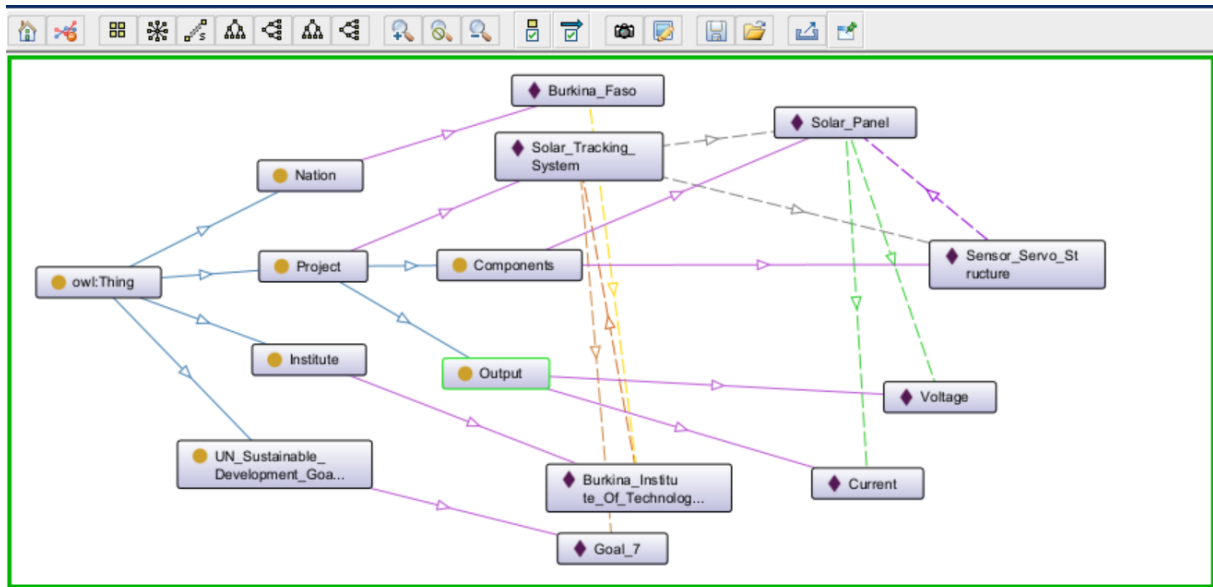 Burkina_Faso
Solar_Panel
Solar_Tracking_
System
Nation
Sensor_Servo_St
ructure
Project
Components
owl:Thing
Institute
Output
Voltage
UN_Sustainable_
Development_Goa...
Burkina_Institu
te_Of_Technolog...
Current
Goal_7